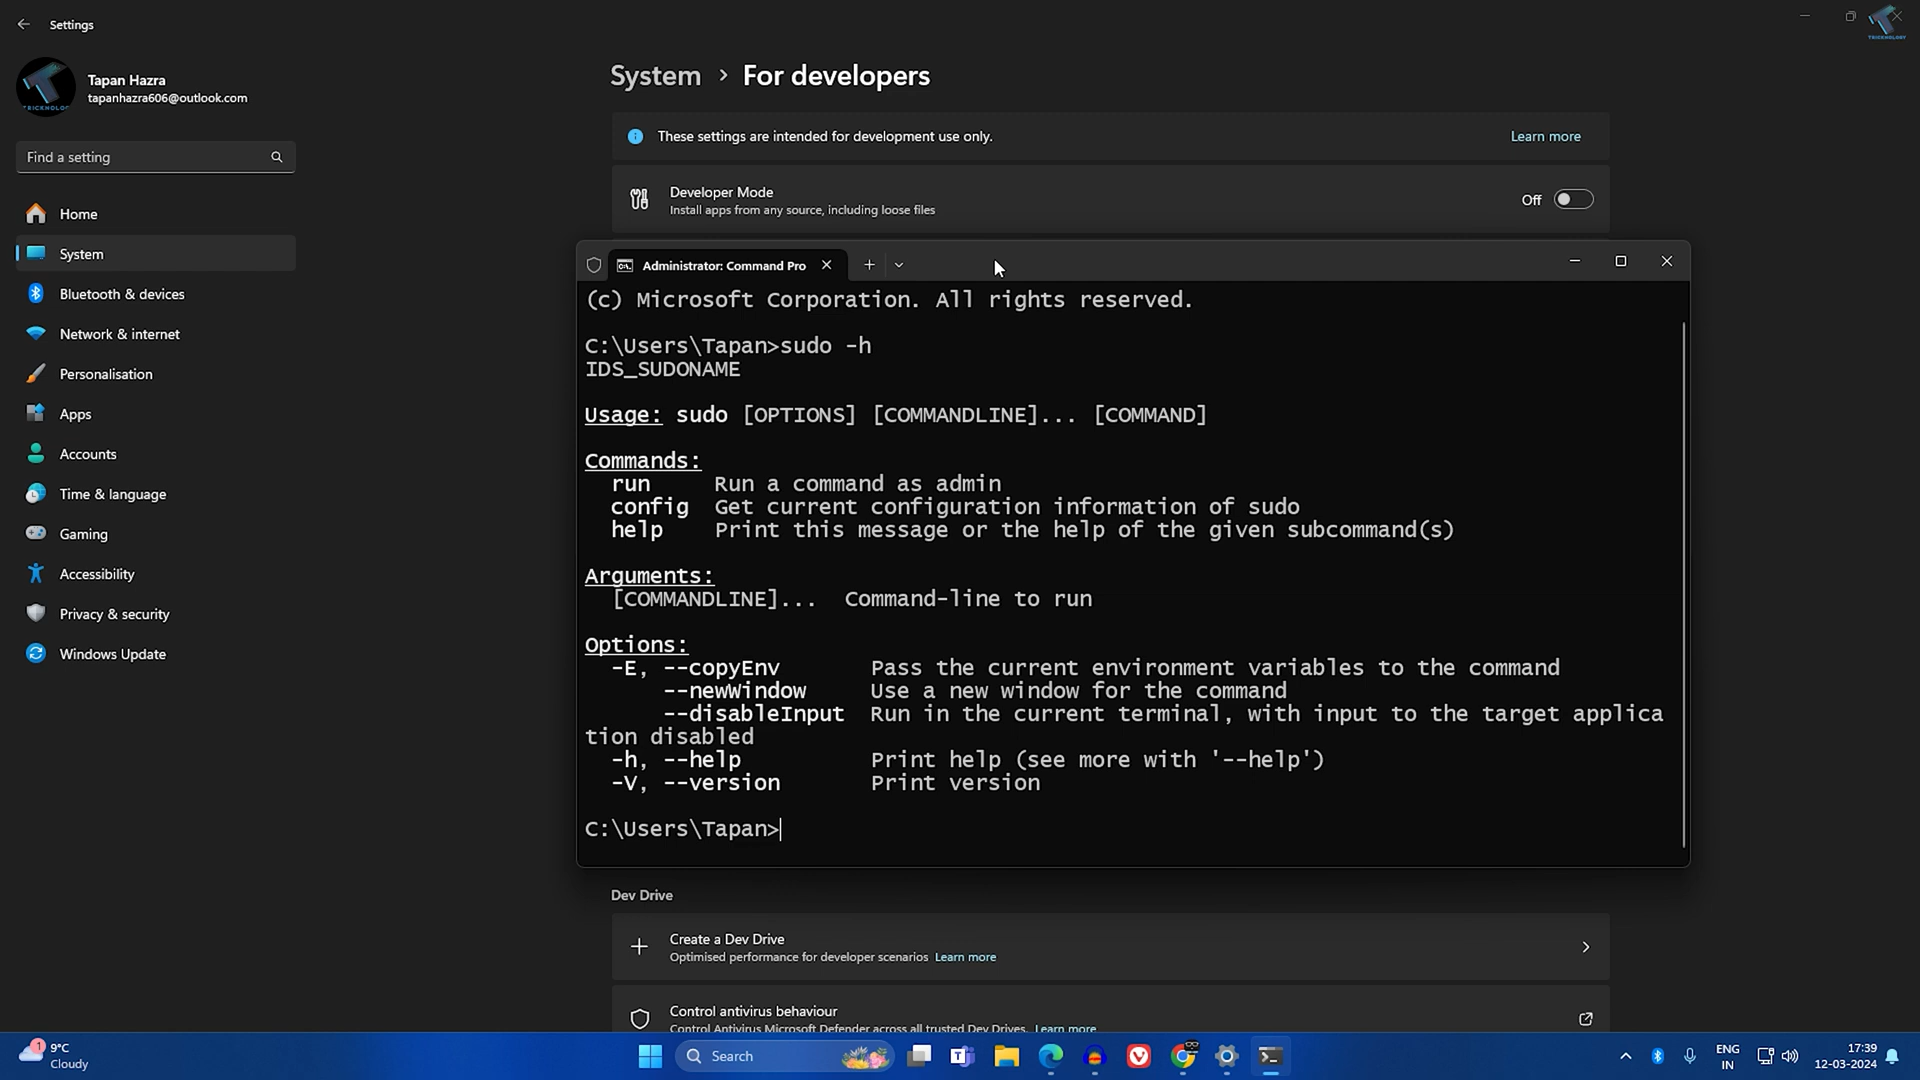 Settings
TRICKNOLOGY
Tapan Hazra
tapanhazra606@outlook.com
TRICKNOLOGY
Find a setting
Home
System
Bluetooth & devices
Network & internet
Personalisation
Apps
Accounts
Time & language
Gaming
Accessibility
Privacy & security
Windows Update
System > For developers
These settings are intended for development use only.
Learn more
Developer Mode
Install apps from any source, including loose files
Off
Administrator: Command Pro
(c) Microsoft Corporation. All rights reserved.
C:\Users\Tapan>sudo -h
IDS_SUDONAME
Usage: sudo [OPTIONS] [COMMANDLINE]... [COMMAND]
Commands:
run Run a command as admin
config Get current configuration information of sudo
help Print this message or the help of the given subcommand(s)
Arguments:
[COMMANDLINE]... Command-line to run
Options:
-E, --copyEnv Pass the current environment variables to the command
--newWindow Use a new window for the command
--disableInput Run in the current terminal, with input to the target applica
tion disabled
-h, --help Print help (see more with '--help')
-V, --version Print version
C:\Users\Tapan>
Dev Drive
Create a Dev Drive
Optimised performance for developer scenarios Learn more
Control antivirus behaviour
Control Antivirus Microsoft Defender across all trusted Dev Drives. Learn more
1
9°C
Cloudy
Search
ENG
IN
17:39
12-03-2024